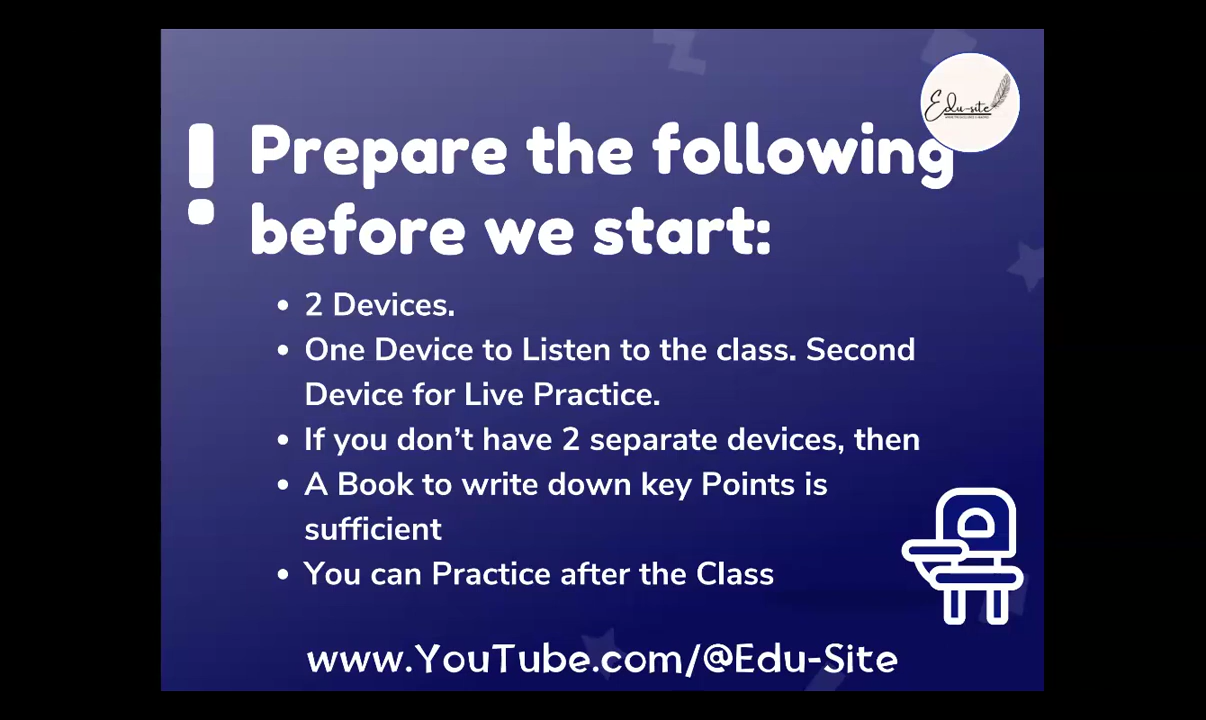 Edu-site
! Prepare the following
before we start:
• 2 Devices.
• One Device to Listen to the class. Second
Device for Live Practice.
• If you don’t have 2 separate devices, then
• A Book to write down key Points is
sufficient
• You can Practice after the Class
www.YouTube.com/@Edu-Site